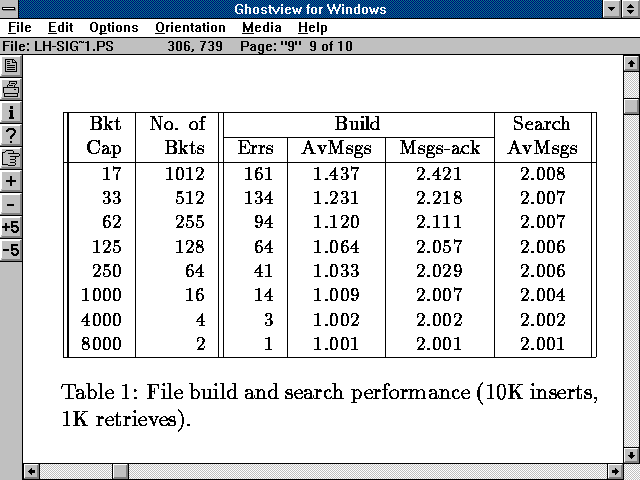 Ghostview for Windows
File Edit Options Orientation Media Help
File: LH-SIG~1.PS 306, 739 Page: "9" 9 of 10
i
?
+
-
+5
-5
Bkt No. of Build Search
Cap Bkts Errs AvMsgs Msgs-ack AvMsgs
17 1012 161 1.437 2.421 2.008
33 512 134 1.231 2.218 2.007
62 255 94 1.120 2.111 2.007
125 128 64 1.064 2.057 2.006
250 64 41 1.033 2.029 2.006
1000 16 14 1.009 2.007 2.004
4000 4 3 1.002 2.002 2.002
8000 2 1 1.001 2.001 2.001
Table 1: File build and search performance (10K inserts,
1K retrieves).